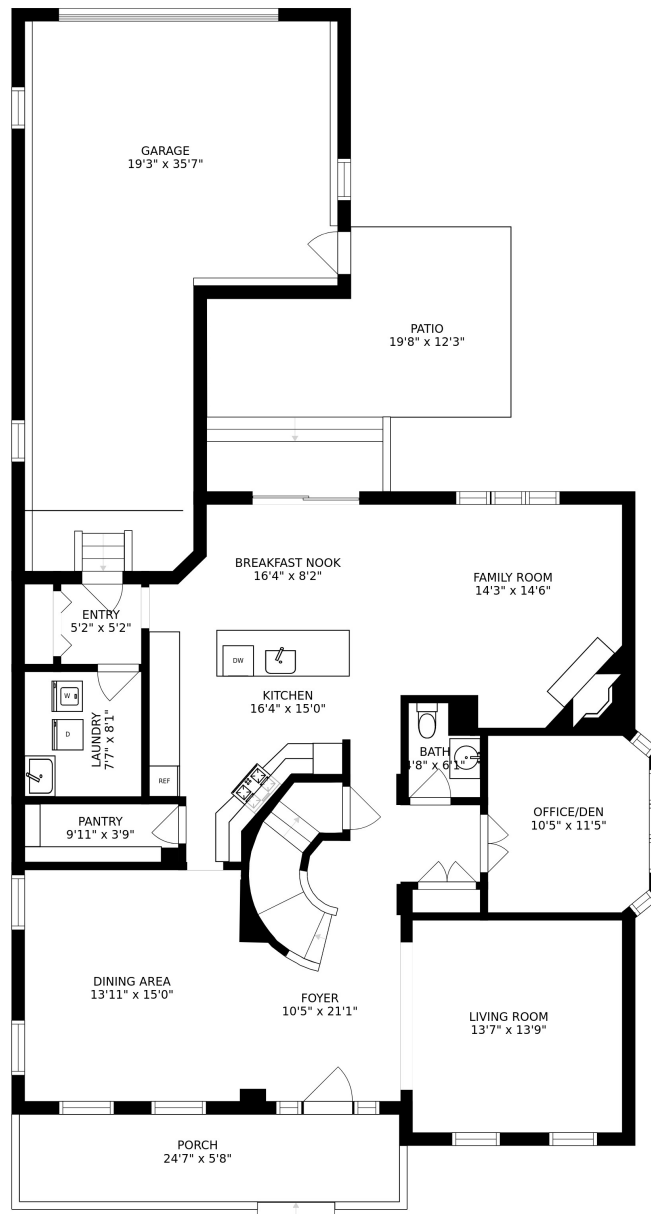 GARAGE
19'3" x 35'7"
PATIO
19'8" x 12'3"
BREAKFAST NOOK
16'4" x 8'2"
FAMILY ROOM
14'3" x 14'6"
ENTRY
5'2" x 5'2"
DW
KITCHEN
16'4" x 15'0"
W
D
LAUNDRY
7'7" x 8'1"
REF
BATH
4'8" x 6'1"
PANTRY
9'11" x 3'9"
OFFICE/DEN
10'5" x 11'5"
DINING AREA
13'11" x 15'0"
FOYER
10'5" x 21'1"
LIVING ROOM
13'7" x 13'9"
PORCH
24'7" x 5'8"